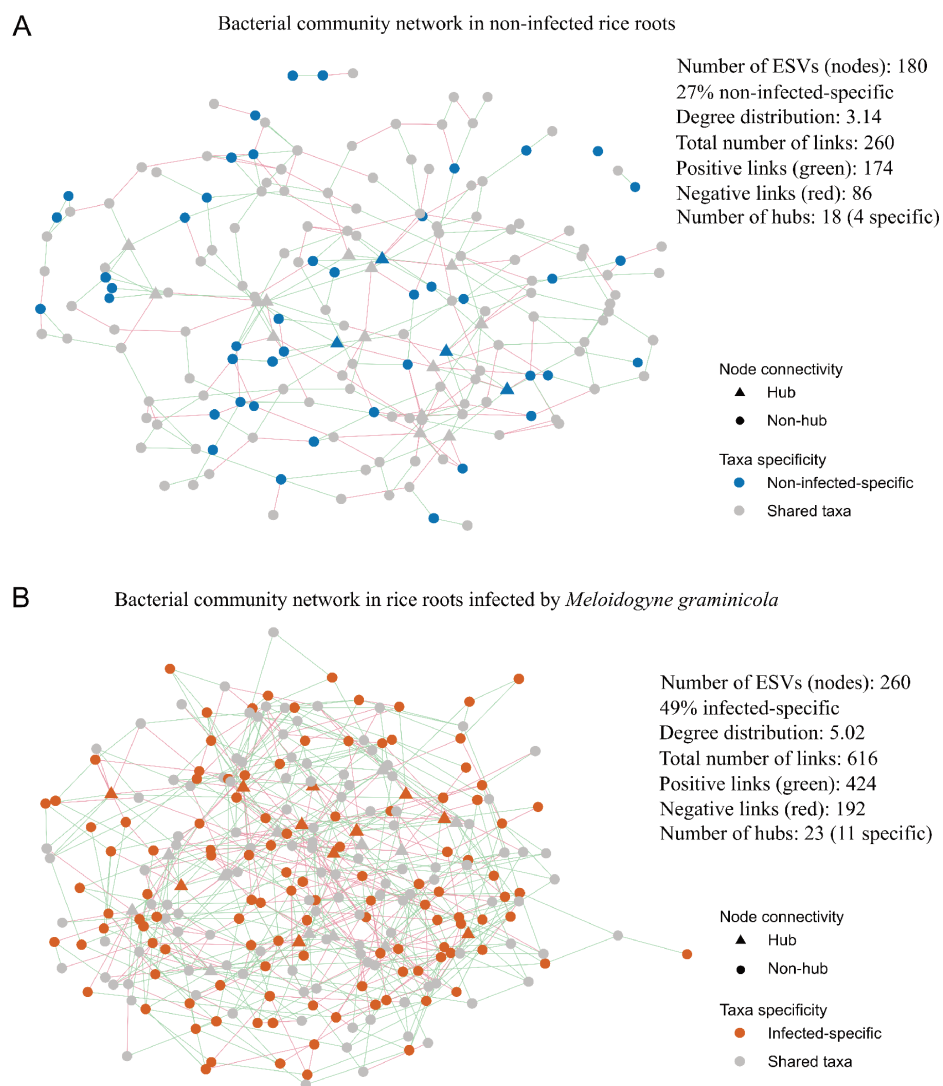 A
Bacterial community network in non-infected rice roots
Number of ESVs (nodes): 180
27% non-infected-specific
Degree distribution: 3.14
Total number of links: 260
Positive links (green): 174
Negative links (red): 86
Number of hubs: 18 (4 specific)
Node connectivity
Hub
Non-hub
Taxa specificity
Non-infected-specific
Shared taxa
B
Bacterial community network in rice roots infected by Meloidogyne graminicola
Number of ESVs (nodes): 260
49% infected-specific
Degree distribution: 5.02
Total number of links: 616
Positive links (green): 424
Negative links (red): 192
Number of hubs: 23 (11 specific)
Node connectivity
Hub
Non-hub
Taxa specificity
Infected-specific
Shared taxa